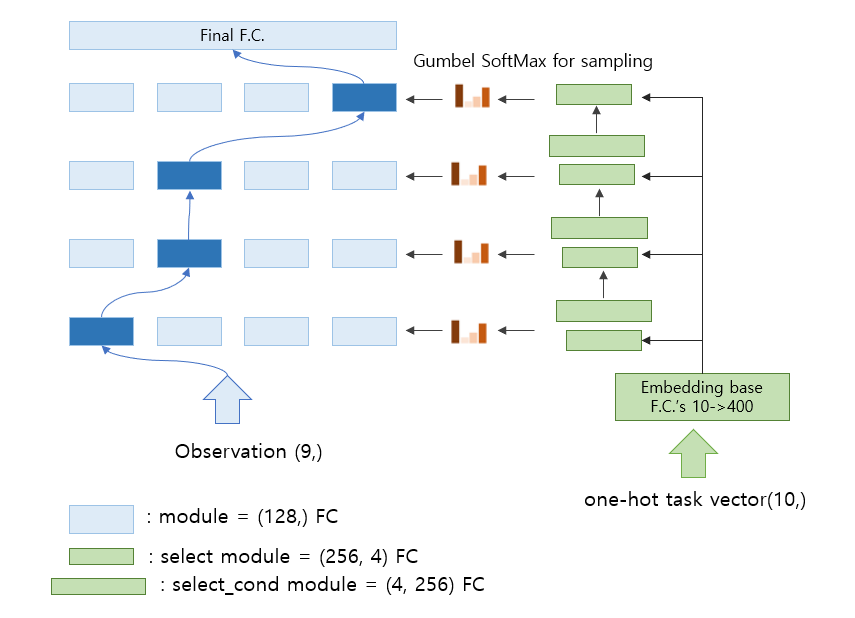 Final F.C.
Gumbel SoftMax for sampling
Embedding base
F.C.'s 10->400
Observation (9,)
one-hot task vector(10,)
: module = (128,) FC
: select module = (256, 4) FC
: select_cond module = (4, 256) FC